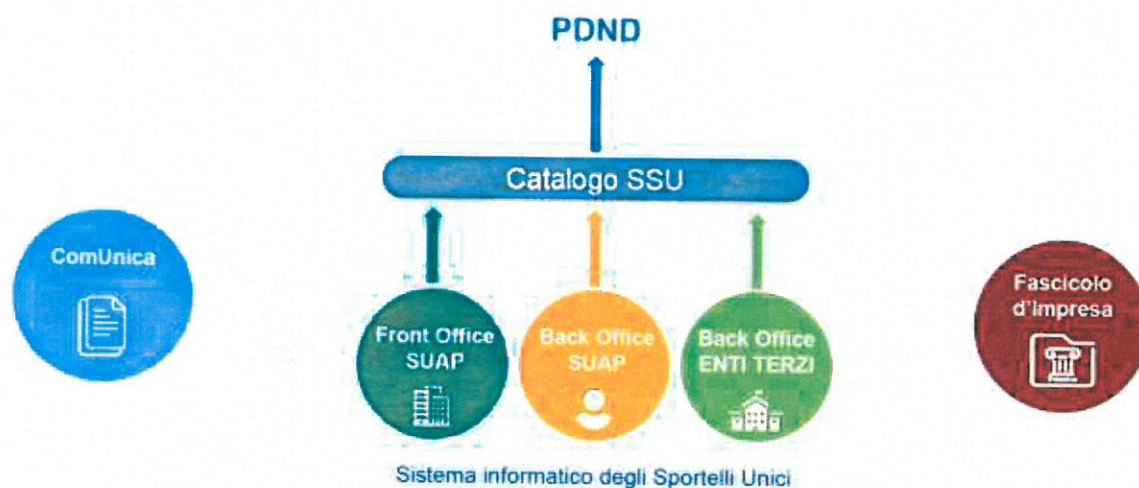 PDND
Catalogo SSU
ComUnica
Front Office
SUAP
Back Office
SUAP
Back Office
ENTI TERZI
Fascicolo
d'Impresa
Sistema informatico degli Sportelli Unici